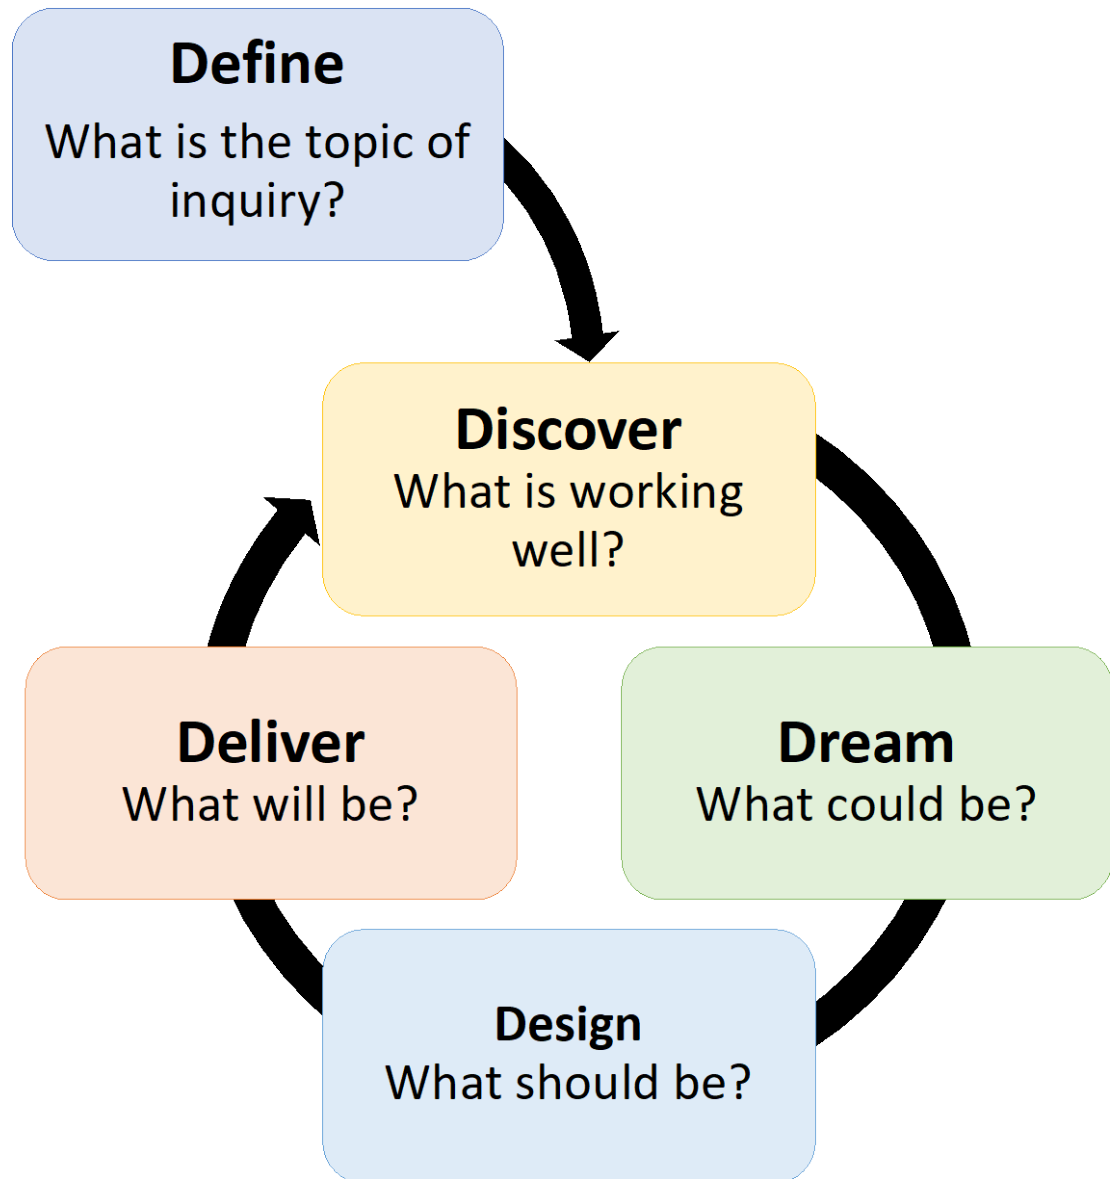 Define
What is the topic of
inquiry?
Discover
What is working
well?
Dream
What could be?
Design
What should be?
Deliver
What will be?